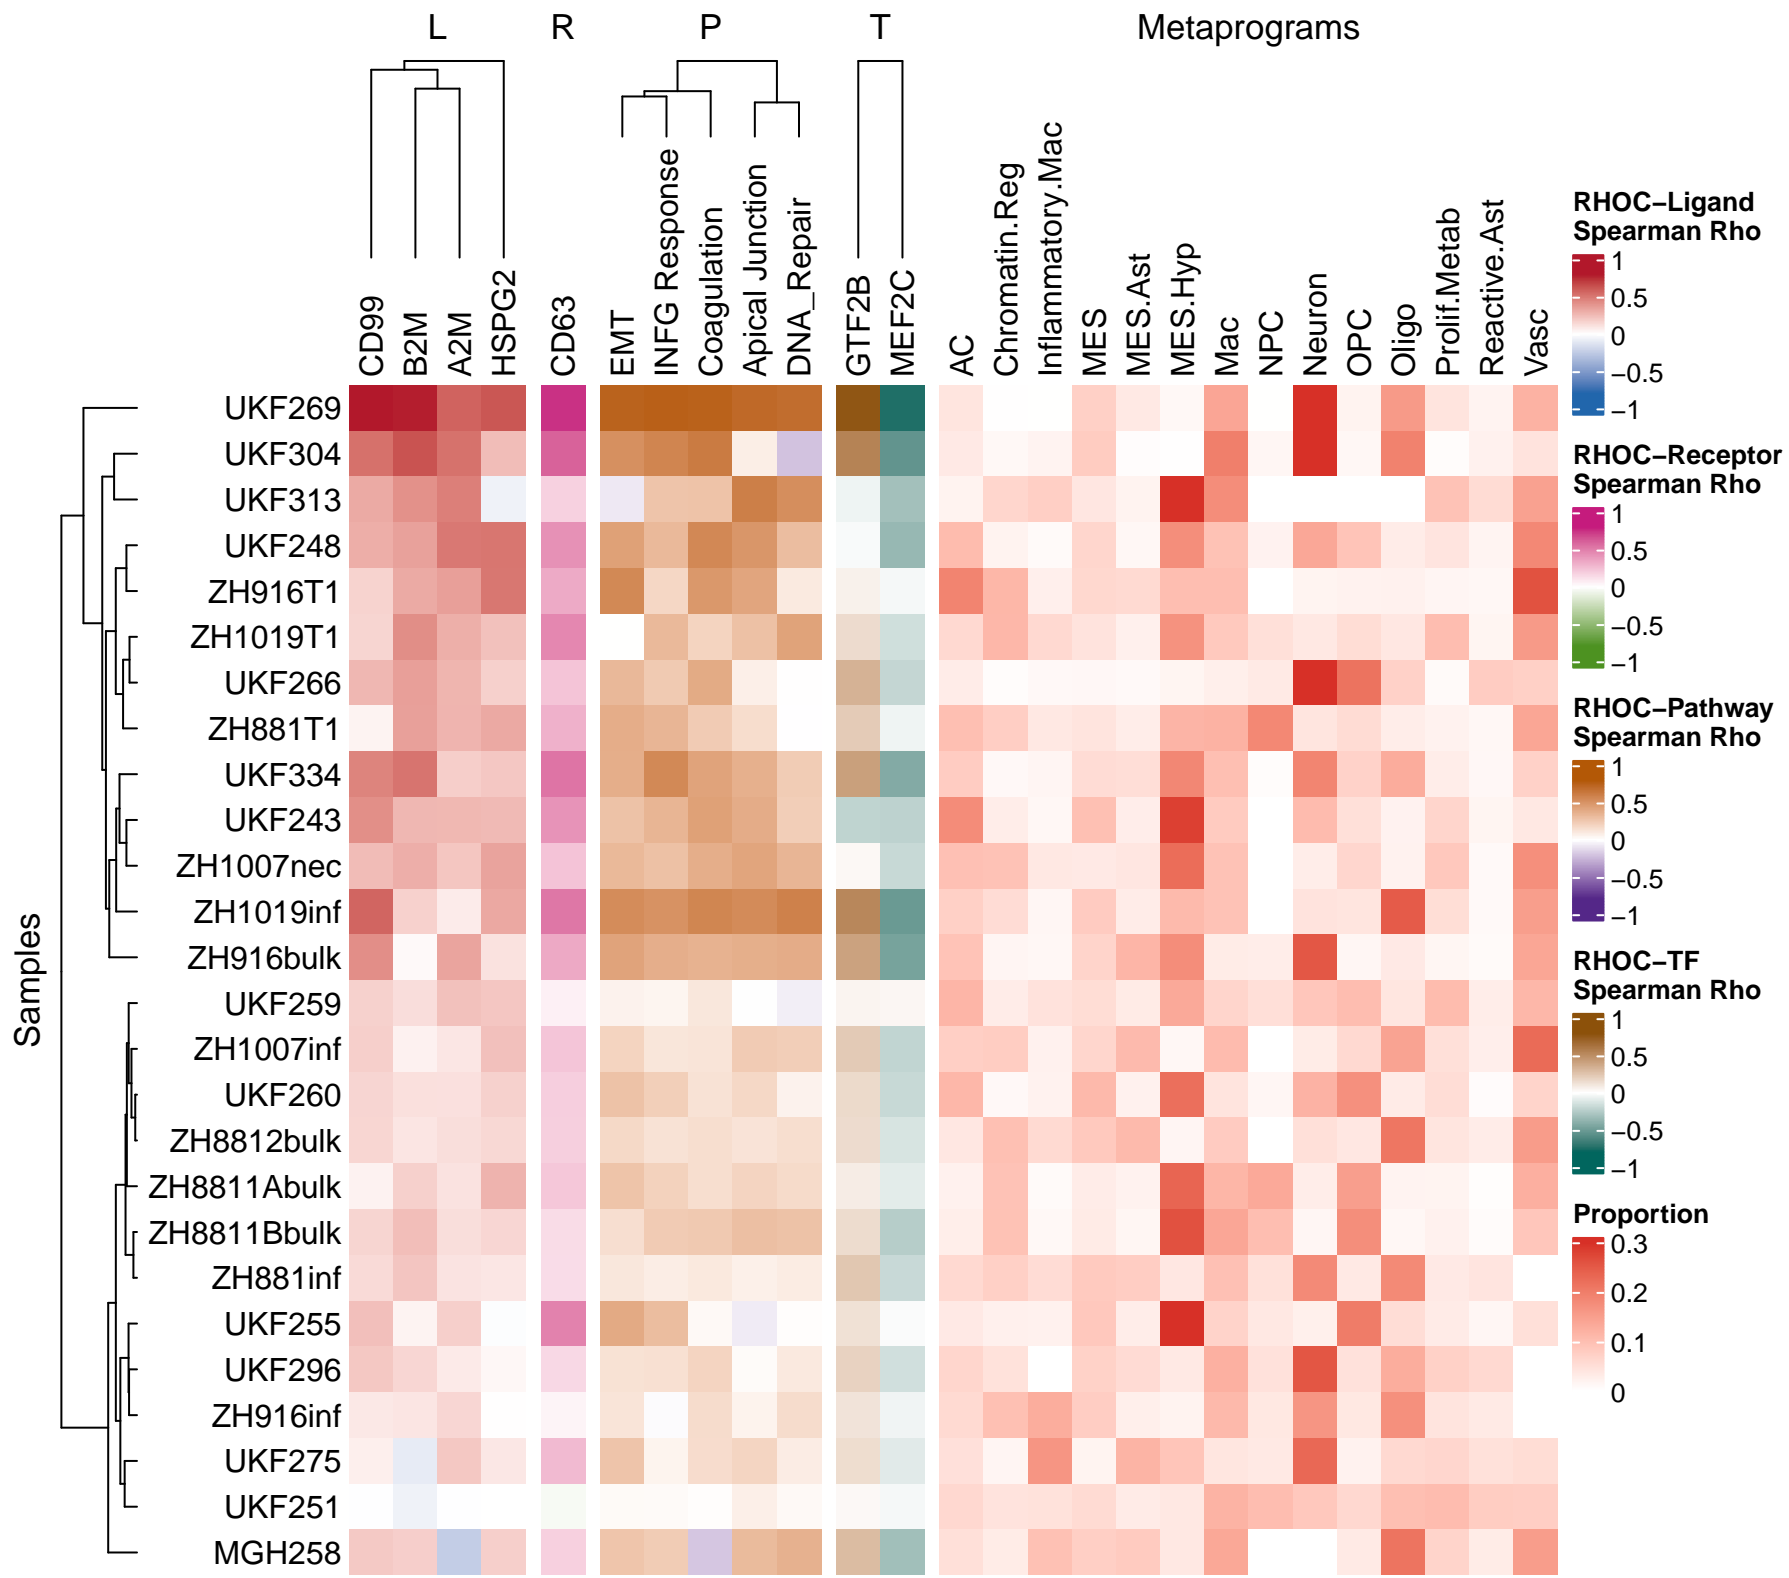 L R P T Metaprograms
CD99
B2M
A2M
HSPG2
CD63
EMT
INFG Response
Coagulation
Apical Junction
DNA_Repair
GTF2B
MEF2C
AC
Chromatin.Reg
Inflammatory.Mac
MES
MES.Ast
MES.Hyp
Mac
NPC
Neuron
OPC
Oligo
Prolif.Metab
Reactive.Ast
Vasc
Samples
UKF269
UKF304
UKF313
UKF248
ZH916T1
ZH1019T1
UKF266
ZH881T1
UKF334
UKF243
ZH1007nec
ZH1019inf
ZH916bulk
UKF259
ZH1007inf
UKF260
ZH8812bulk
ZH8811Abulk
ZH8811Bbulk
ZH881inf
UKF255
UKF296
ZH916inf
UKF275
UKF251
MGH258
RHOC−Ligand
Spearman Rho
1
0.5
0
−0.5
−1
RHOC−Receptor
Spearman Rho
1
0.5
0
−0.5
−1
RHOC−Pathway
Spearman Rho
1
0.5
0
−0.5
−1
RHOC−TF
Spearman Rho
1
0.5
0
−0.5
−1
Proportion
0.3
0.2
0.1
0